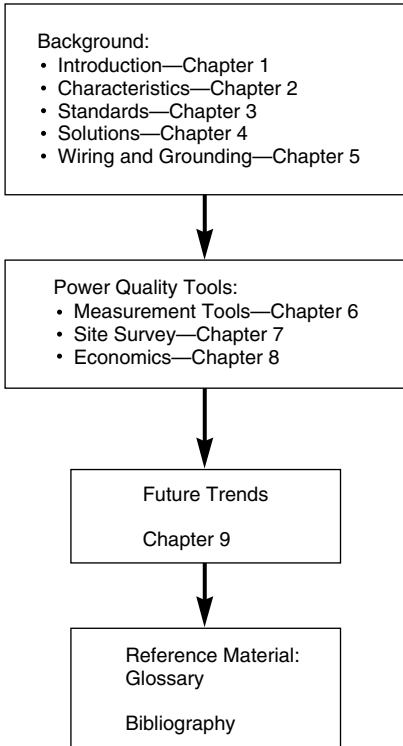 Background:
• Introduction—Chapter 1
• Characteristics—Chapter 2
• Standards—Chapter 3
• Solutions—Chapter 4
• Wiring and Grounding—Chapter 5
Power Quality Tools:
• Measurement Tools—Chapter 6
• Site Survey—Chapter 7
• Economics—Chapter 8
Future Trends
Chapter 9
Reference Material:
Glossary
Bibliography